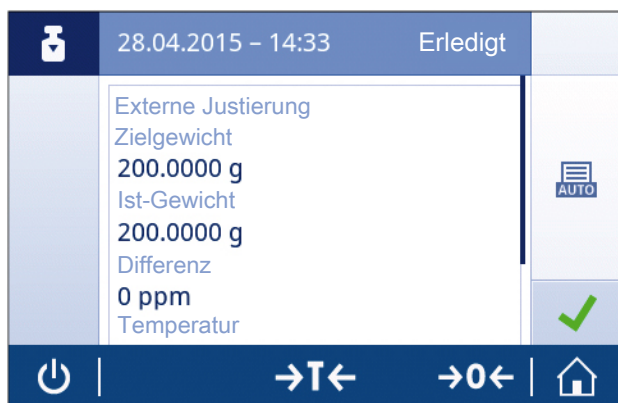 28.04.2015 – 14:33 Erledigt
Externe Justierung
Zielgewicht
200.0000 g
Ist-Gewicht
200.0000 g
Differenz
0 ppm
Temperatur
AUTO
→T← →0←